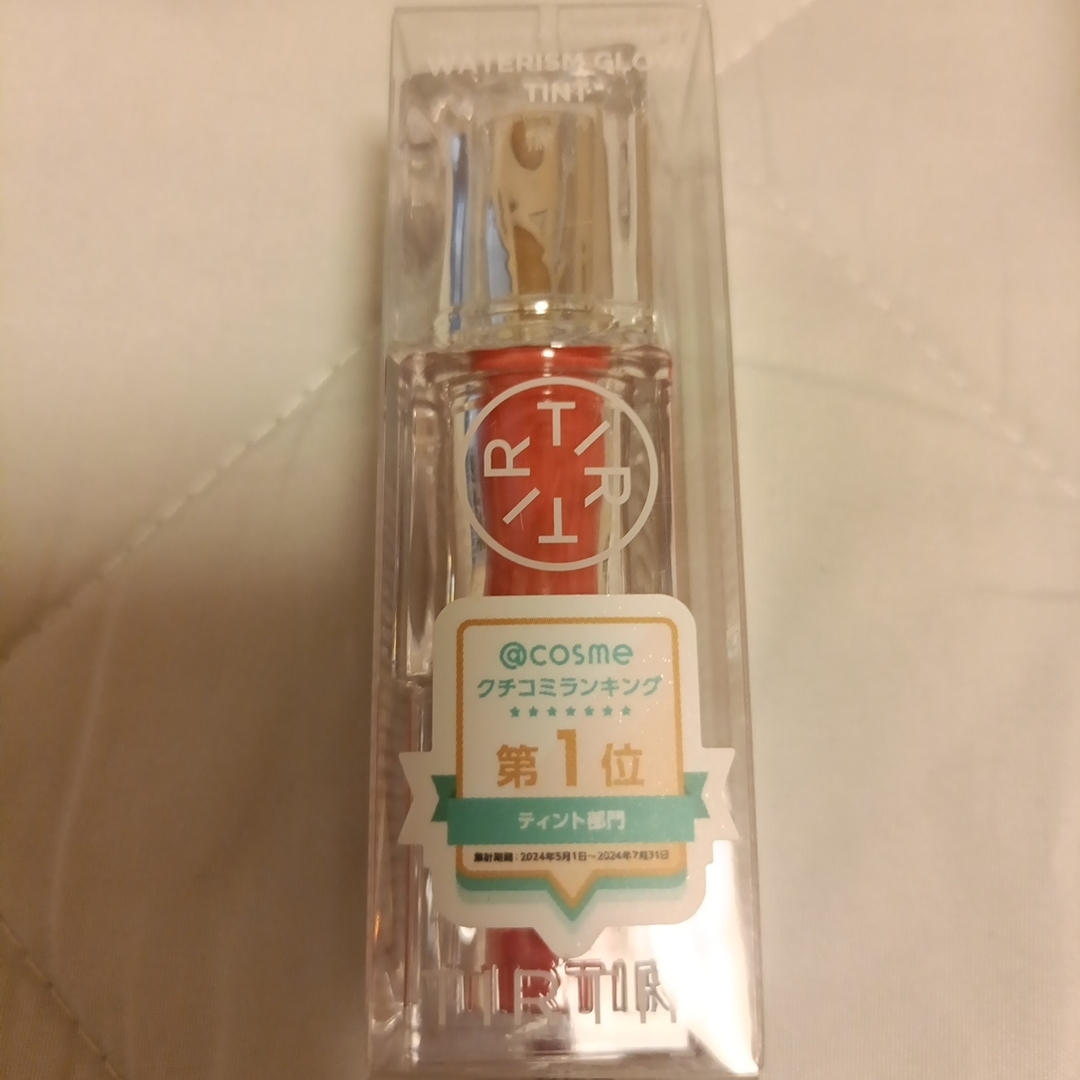 WATERISM GLOW
TINT
TIRTIR
@cosme
クチコミランキング
★★★★★★★
第1位
ティント部門
集計期間：2024年5月1日～2024年7月31日
TIRTIR